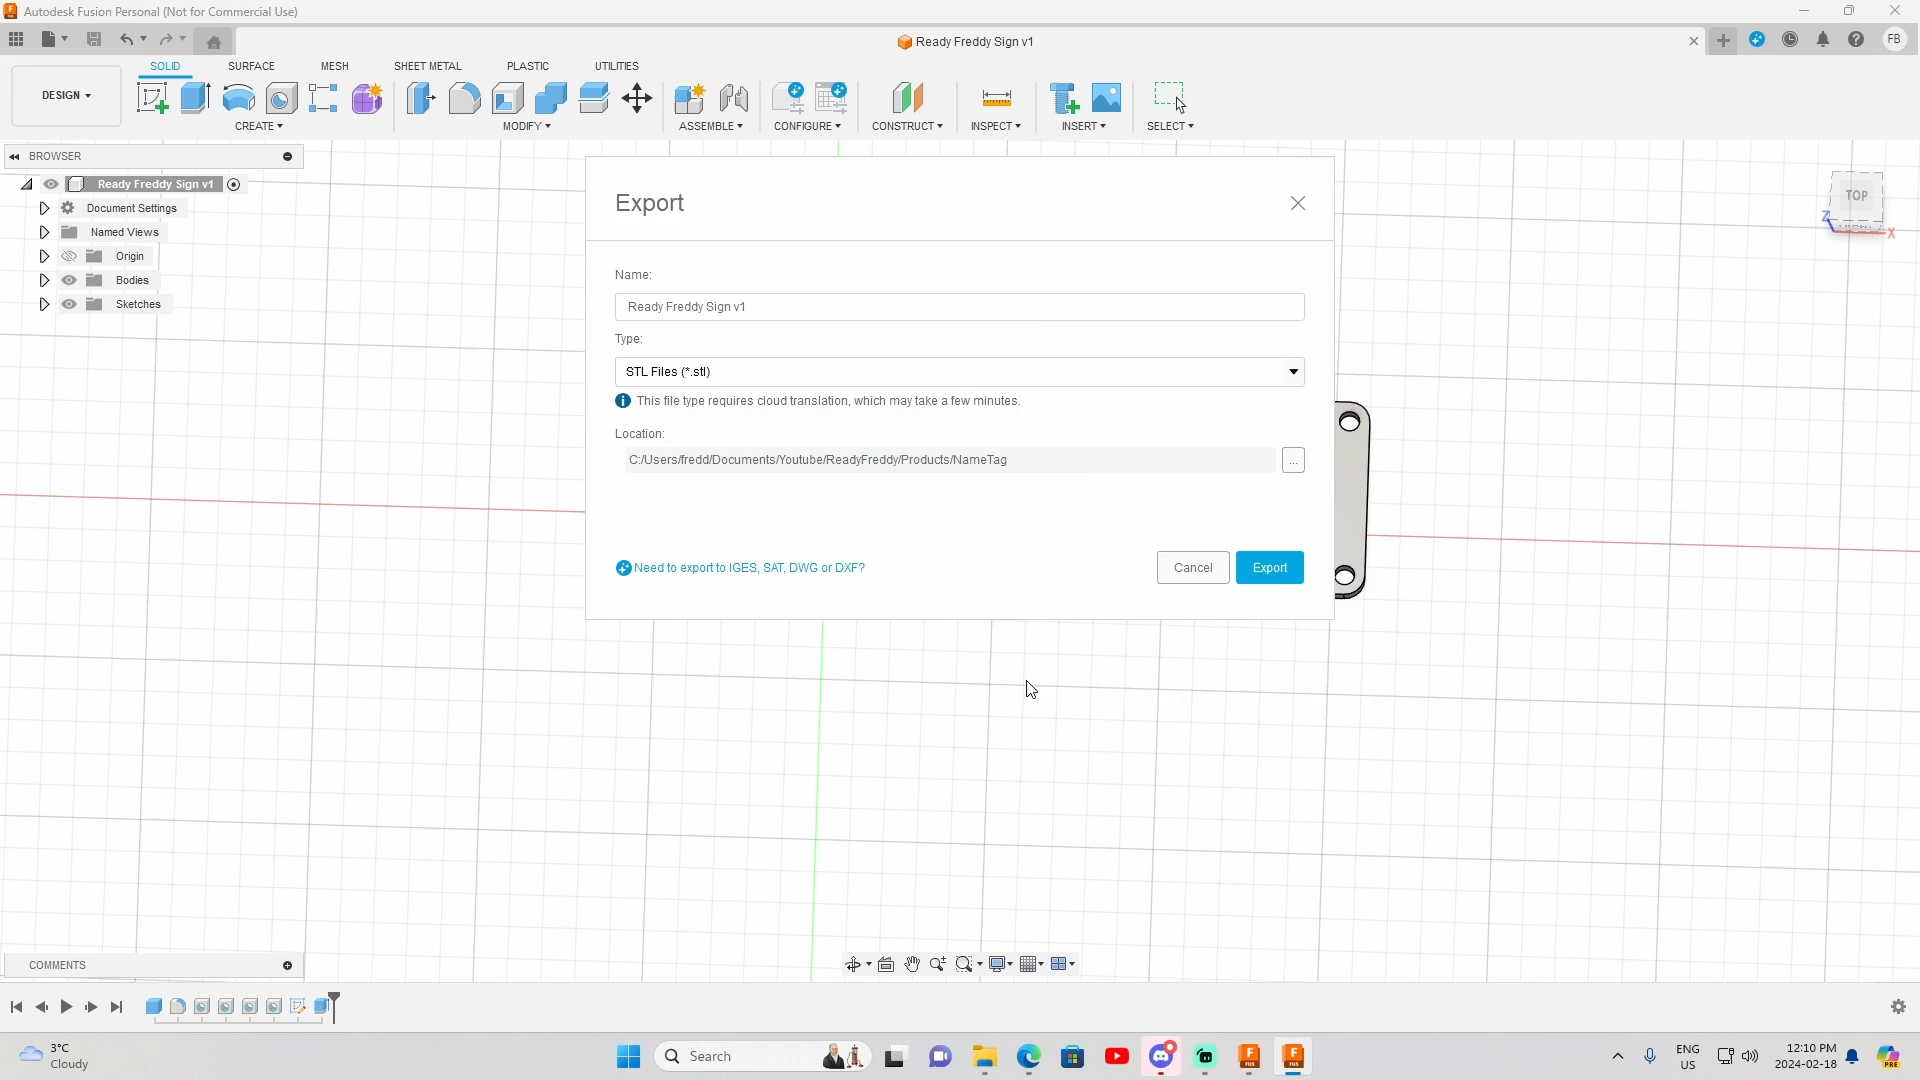 Autodesk Fusion Personal (Not for Commercial Use)
Ready Freddy Sign v1
FB
SOLID SURFACE MESH SHEET METAL PLASTIC UTILITIES
DESIGN
CREATE MODIFY ASSEMBLE CONFIGURE CONSTRUCT INSPECT INSERT SELECT
BROWSER
Ready Freddy Sign v1
Document Settings
Named Views
Origin
Bodies
Sketches
TOP
Z
X
Export
Name:
Ready Freddy Sign v1
Type:
STL Files (*.stl)
This file type requires cloud translation, which may take a few minutes.
Location:
C:/Users/fredd/Documents/Youtube/ReadyFreddy/Products/NameTag
...
Need to export to IGES, SAT, DWG or DXF?
Cancel
Export
COMMENTS
3°C
Cloudy
Search
FUS
FUS
ENG
US
12:10 PM
2024-02-18
PRE